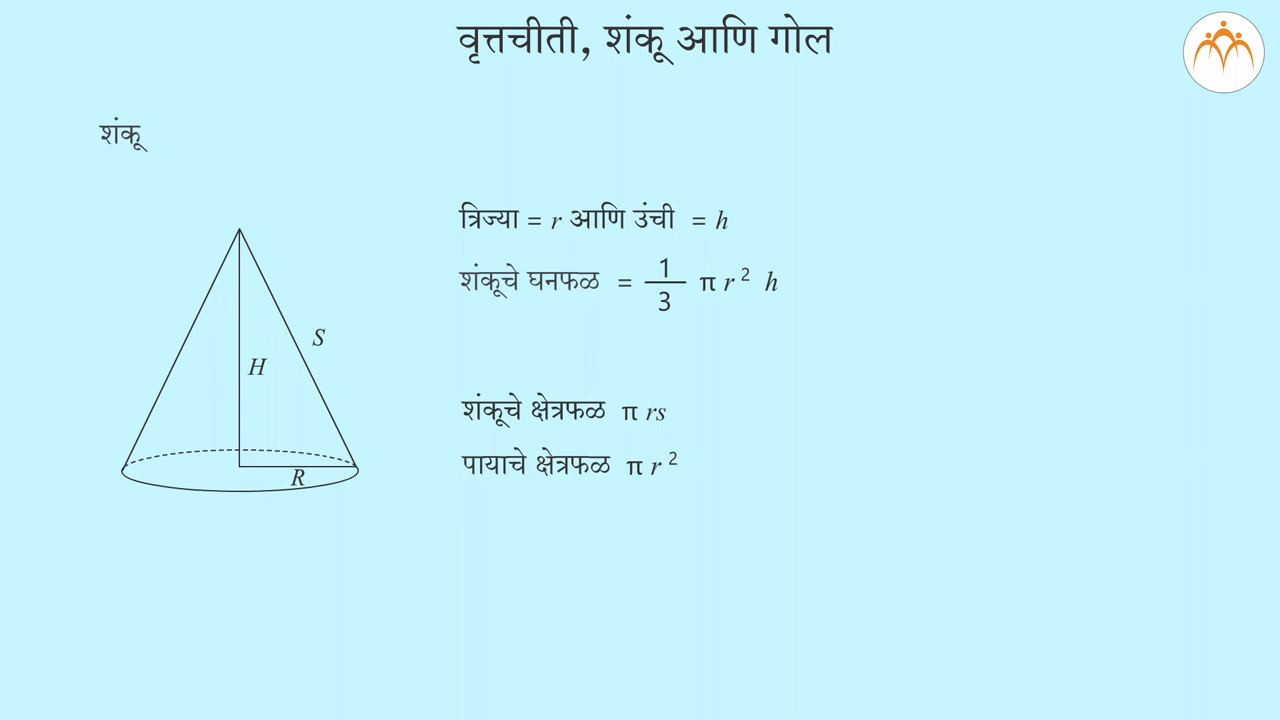 वृत्तचीती, शंकू आणि गोल
शंकू
त्रिज्या = r आणि उंची = h
शंकूचे घनफळ = 1/3 π r² h
S
H
R
शंकूचे क्षेत्रफळ π rs
पायाचे क्षेत्रफळ π r²